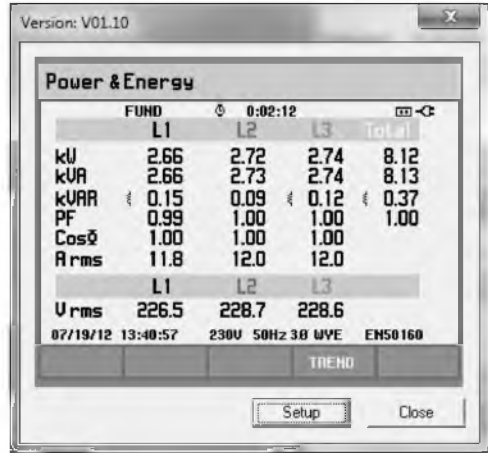 Version: V01.10
Power & Energy
FUND 0:02:12
L1 L2 L3 Total
kW 2.66 2.72 2.74 8.12
kVA 2.66 2.73 2.74 8.13
kVAR 0.15 0.09 0.12 0.37
PF 0.99 1.00 1.00 1.00
CosΦ 1.00 1.00 1.00
A rms 11.8 12.0 12.0
L1 L2 L3
V rms 226.5 228.7 228.6
07/19/12 13:40:57 230V 50Hz 3Ø WYE EN50160
TREND
Setup Close